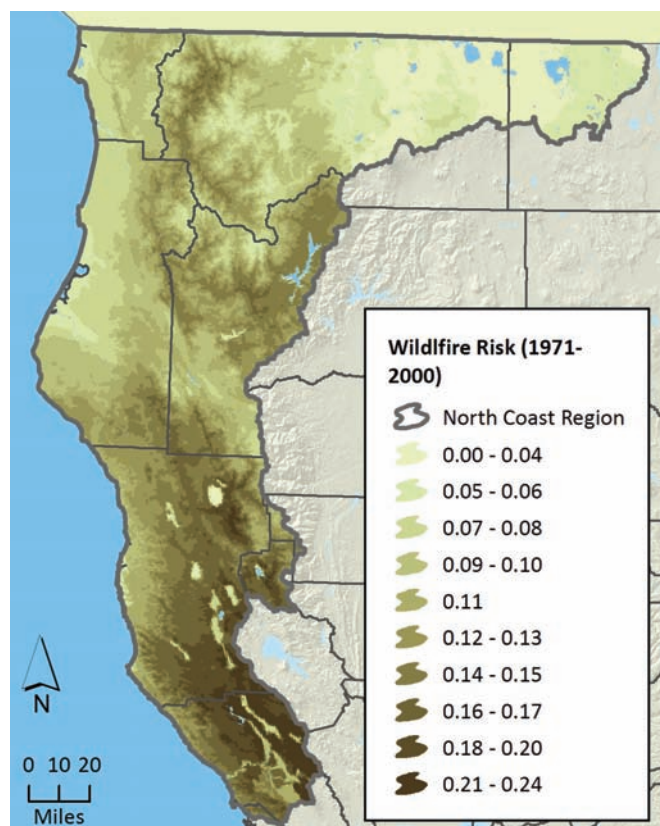 Wildlfire Risk (1971-
2000)
North Coast Region
0.00 - 0.04
0.05 - 0.06
0.07 - 0.08
0.09 - 0.10
0.11
0.12 - 0.13
0.14 - 0.15
0.16 - 0.17
0.18 - 0.20
0.21 - 0.24
N
0 10 20
Miles